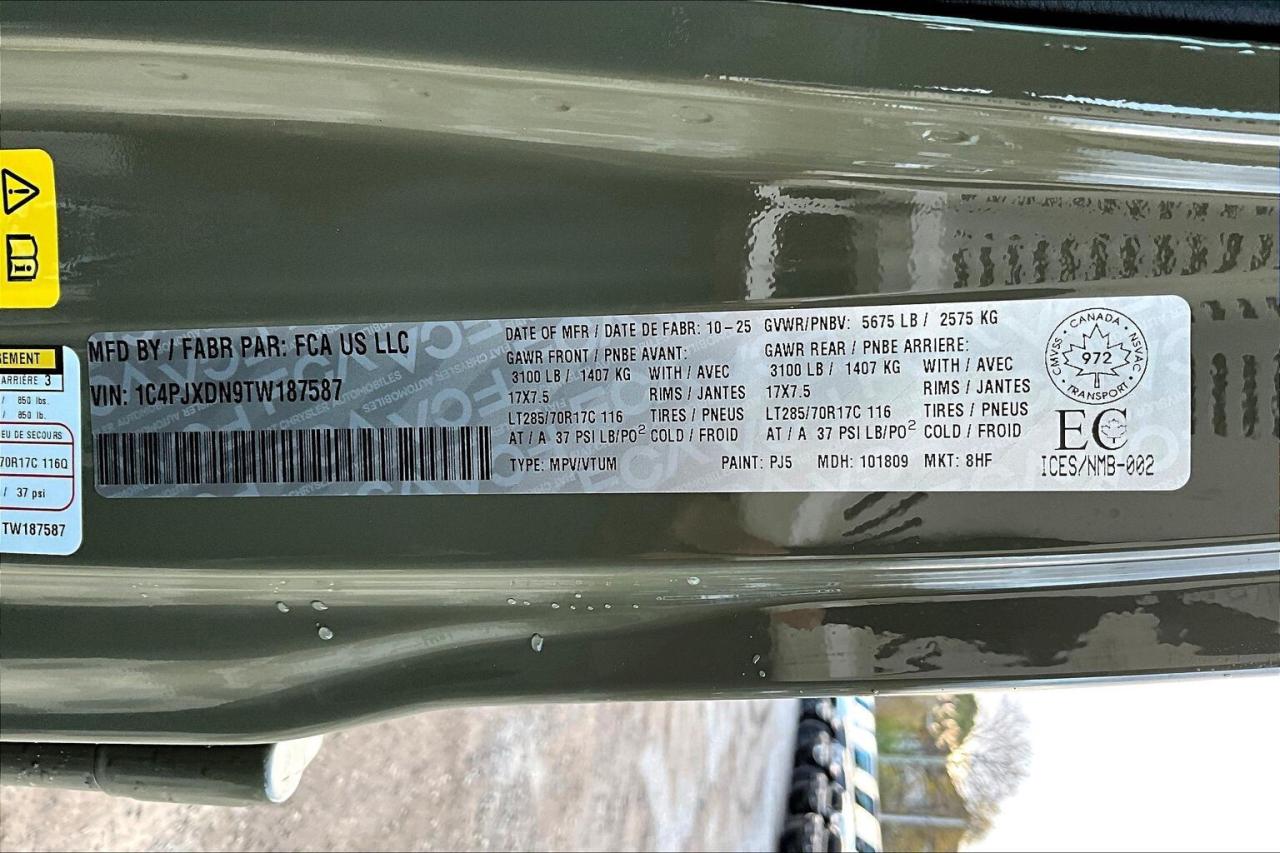 GEMENT
ARRIÈRE 3
/ 850 lbs.
/ 850 lb.
EU DE SECOURS
70R17C 116Q
/ 37 psi
TW187587
MFD BY / FABR PAR: FCA US LLC
VIN: 1C4PJXDN9TW187587
DATE OF MFR / DATE DE FABR: 10-25 GVWR/PNBV: 5675 LB / 2575 KG
GAWR FRONT / PNBE AVANT: GAWR REAR / PNBE ARRIERE:
3100 LB / 1407 KG WITH / AVEC 3100 LB / 1407 KG WITH / AVEC
17X7.5 RIMS / JANTES 17X7.5 RIMS / JANTES
LT285/70R17C 116 TIRES / PNEUS LT285/70R17C 116 TIRES / PNEUS
AT / A 37 PSI LB/PO² COLD / FROID AT / A 37 PSI LB/PO² COLD / FROID
TYPE: MPV/VTUM PAINT: PJ5 MDH: 101809 MKT: 8HF
CANADA
CMVSS 972 NSVAC
TRANSPORT
EC
ICES/NMB-002